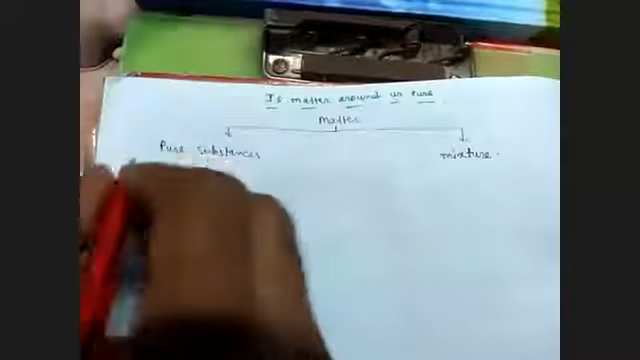 Is matter around us Pure
Matter
Pure substances
mixture.